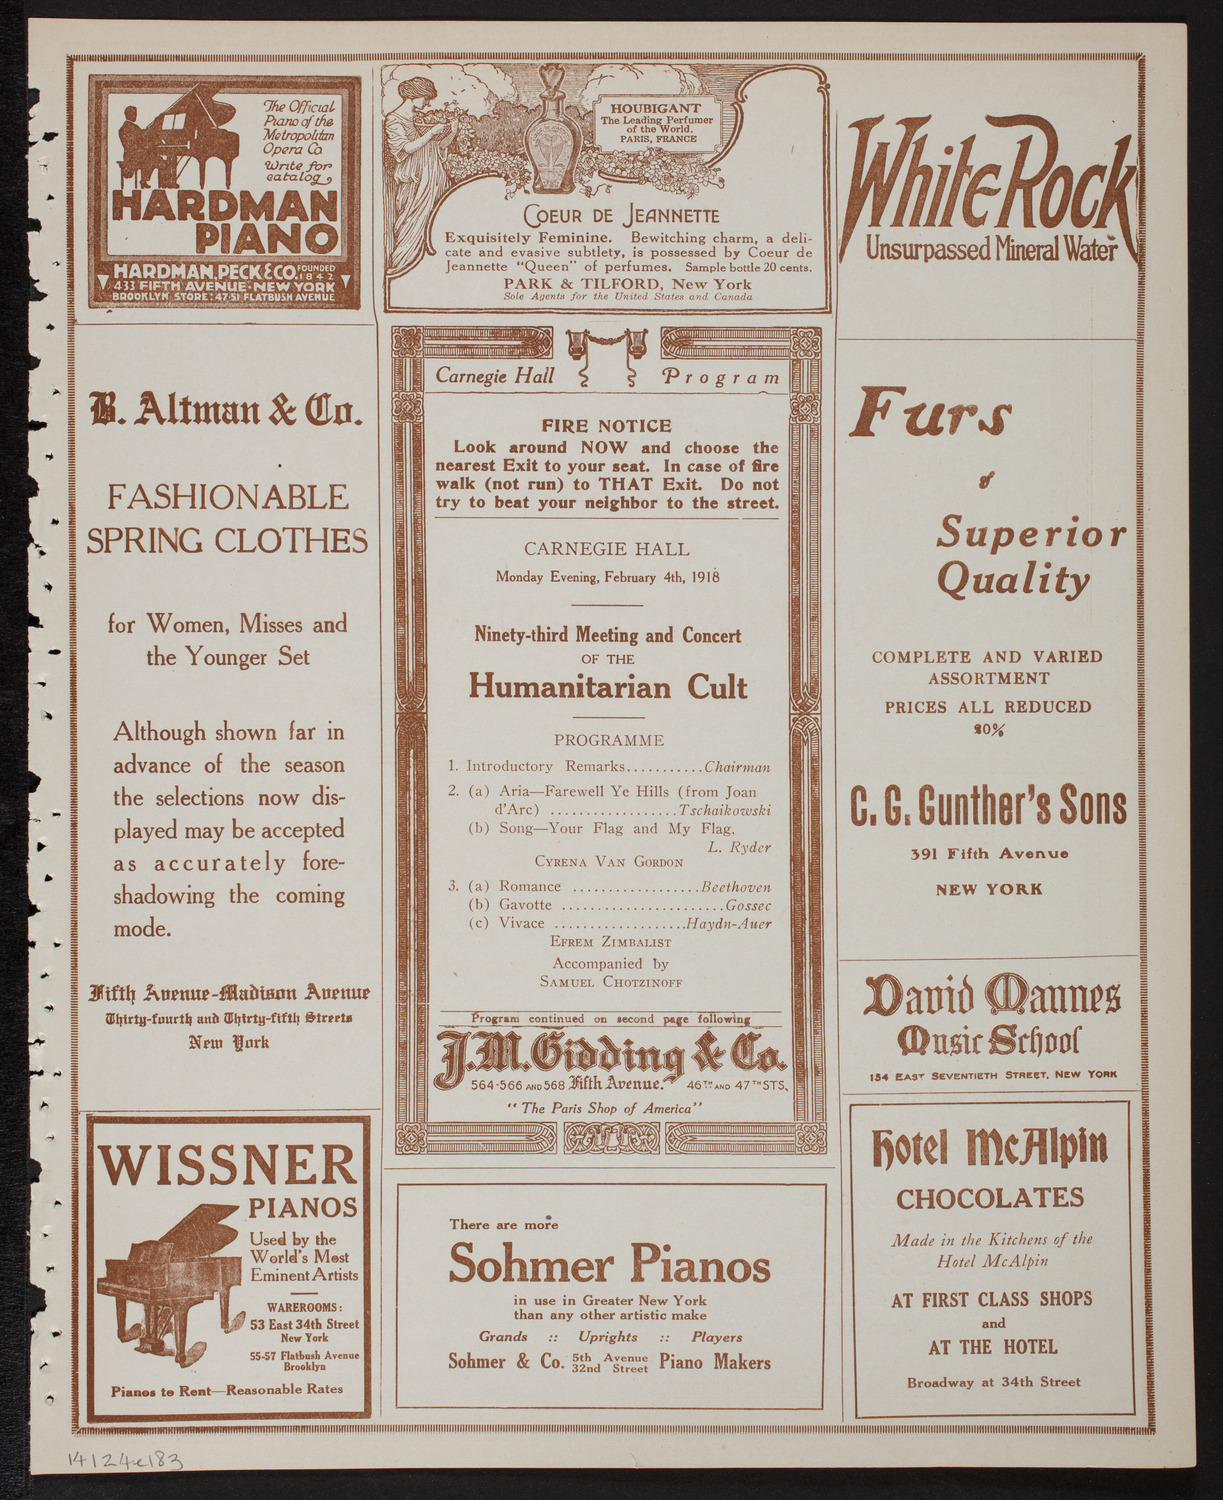 The Official
Piano of the
Metropolitan
Opera Co
Write for
catalog
HARDMAN
PIANO
HARDMAN, PECK & CO. FOUNDED 1842
433 FIFTH AVENUE · NEW YORK
BROOKLYN STORE: 47-51 FLATBUSH AVENUE
B. Altman & Co.
FASHIONABLE
SPRING CLOTHES
for Women, Misses and
the Younger Set
Although shown far in
advance of the season
the selections now dis-
played may be accepted
as accurately fore-
shadowing the coming
mode.
Fifth Avenue-Madison Avenue
Thirty-fourth and Thirty-fifth Streets
New York
WISSNER
PIANOS
Used by the
World's Most
Eminent Artists
WAREROOMS:
53 East 34th Street
New York
55-57 Flatbush Avenue
Brooklyn
Pianos to Rent—Reasonable Rates
HOUBIGANT
The Leading Perfumer
of the World.
PARIS, FRANCE
COEUR DE JEANNETTE
Exquisitely Feminine. Bewitching charm, a deli-
cate and evasive subtlety, is possessed by Coeur de
Jeannette "Queen" of perfumes. Sample bottle 20 cents.
PARK & TILFORD, New York
Sole Agents for the United States and Canada
Carnegie Hall Program
FIRE NOTICE
Look around NOW and choose the
nearest Exit to your seat. In case of fire
walk (not run) to THAT Exit. Do not
try to beat your neighbor to the street.
CARNEGIE HALL
Monday Evening, February 4th, 1918
Ninety-third Meeting and Concert
OF THE
Humanitarian Cult
PROGRAMME
1. Introductory Remarks...........Chairman
2. (a) Aria—Farewell Ye Hills (from Joan
d'Arc) ..................Tschaikowski
(b) Song—Your Flag and My Flag,
L. Ryder
CYRENA VAN GORDON
3. (a) Romance ..................Beethoven
(b) Gavotte .......................Gossec
(c) Vivace ...................Haydn-Auer
EFREM ZIMBALIST
Accompanied by
SAMUEL CHOTZINOFF
Program continued on second page following
J.M. Gidding & Co.
564-566 AND 568 Fifth Avenue. 46TH AND 47TH STS.
"The Paris Shop of America"
There are more
Sohmer Pianos
in use in Greater New York
than any other artistic make
Grands :: Uprights :: Players
Sohmer & Co. 5th Avenue 32nd Street Piano Makers
White Rock
Unsurpassed Mineral Water
Furs
of
Superior
Quality
COMPLETE AND VARIED
ASSORTMENT
PRICES ALL REDUCED
20%
C. G. Gunther's Sons
391 Fifth Avenue
NEW YORK
David Mannes
Music School
154 EAST SEVENTIETH STREET, NEW YORK
Hotel McAlpin
CHOCOLATES
Made in the Kitchens of the
Hotel McAlpin
AT FIRST CLASS SHOPS
and
AT THE HOTEL
Broadway at 34th Street
14124e183